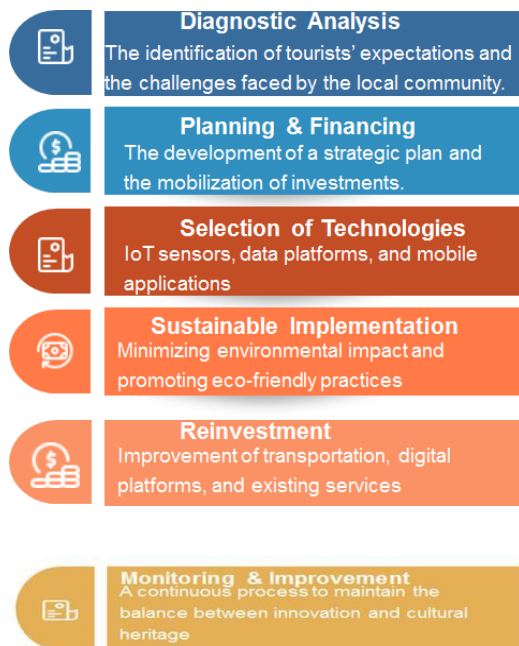 Diagnostic Analysis
The identification of tourists’ expectations and
the challenges faced by the local community.
Planning & Financing
The development of a strategic plan and
the mobilization of investments.
Selection of Technologies
IoT sensors, data platforms, and mobile
applications
Sustainable Implementation
Minimizing environmental impact and
promoting eco-friendly practices
Reinvestment
Improvement of transportation, digital
platforms, and existing services
Monitoring & Improvement
A continuous process to maintain the
balance between innovation and cultural
heritage